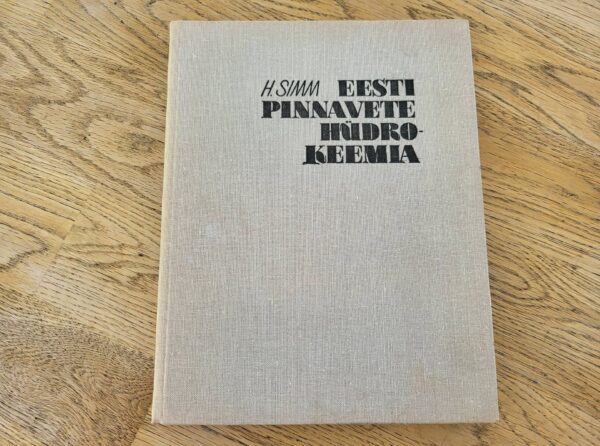 H. SIMM EESTI
PINNAVETE
HÜDRO-
KEEMIA